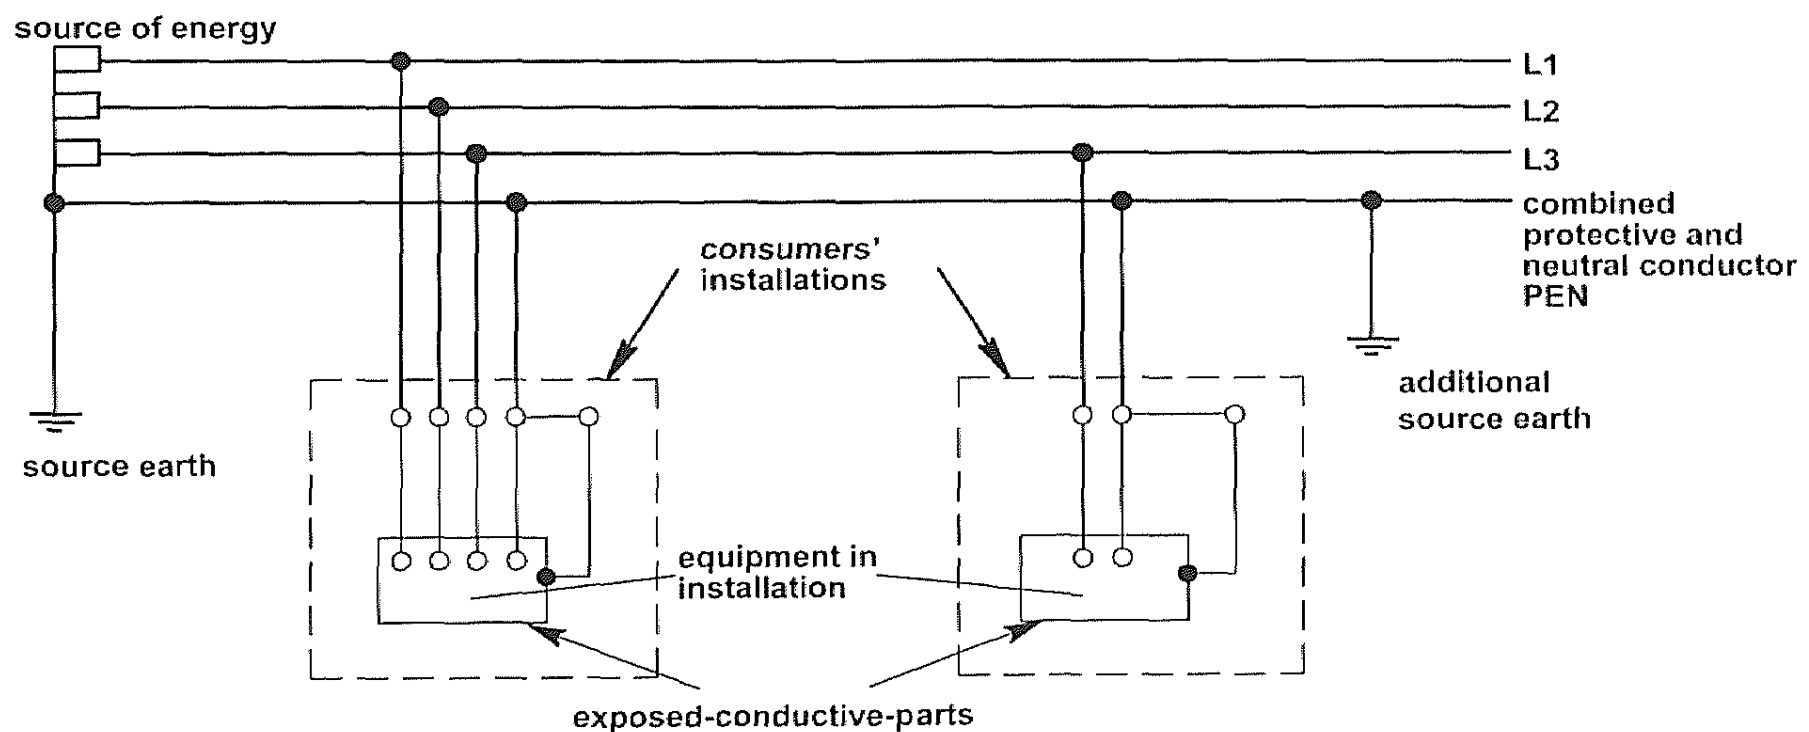 source of energy
L1
L2
L3
combined
protective and
neutral conductor
PEN
consumers'
installations
additional
source earth
source earth
equipment in
installation
exposed-conductive-parts